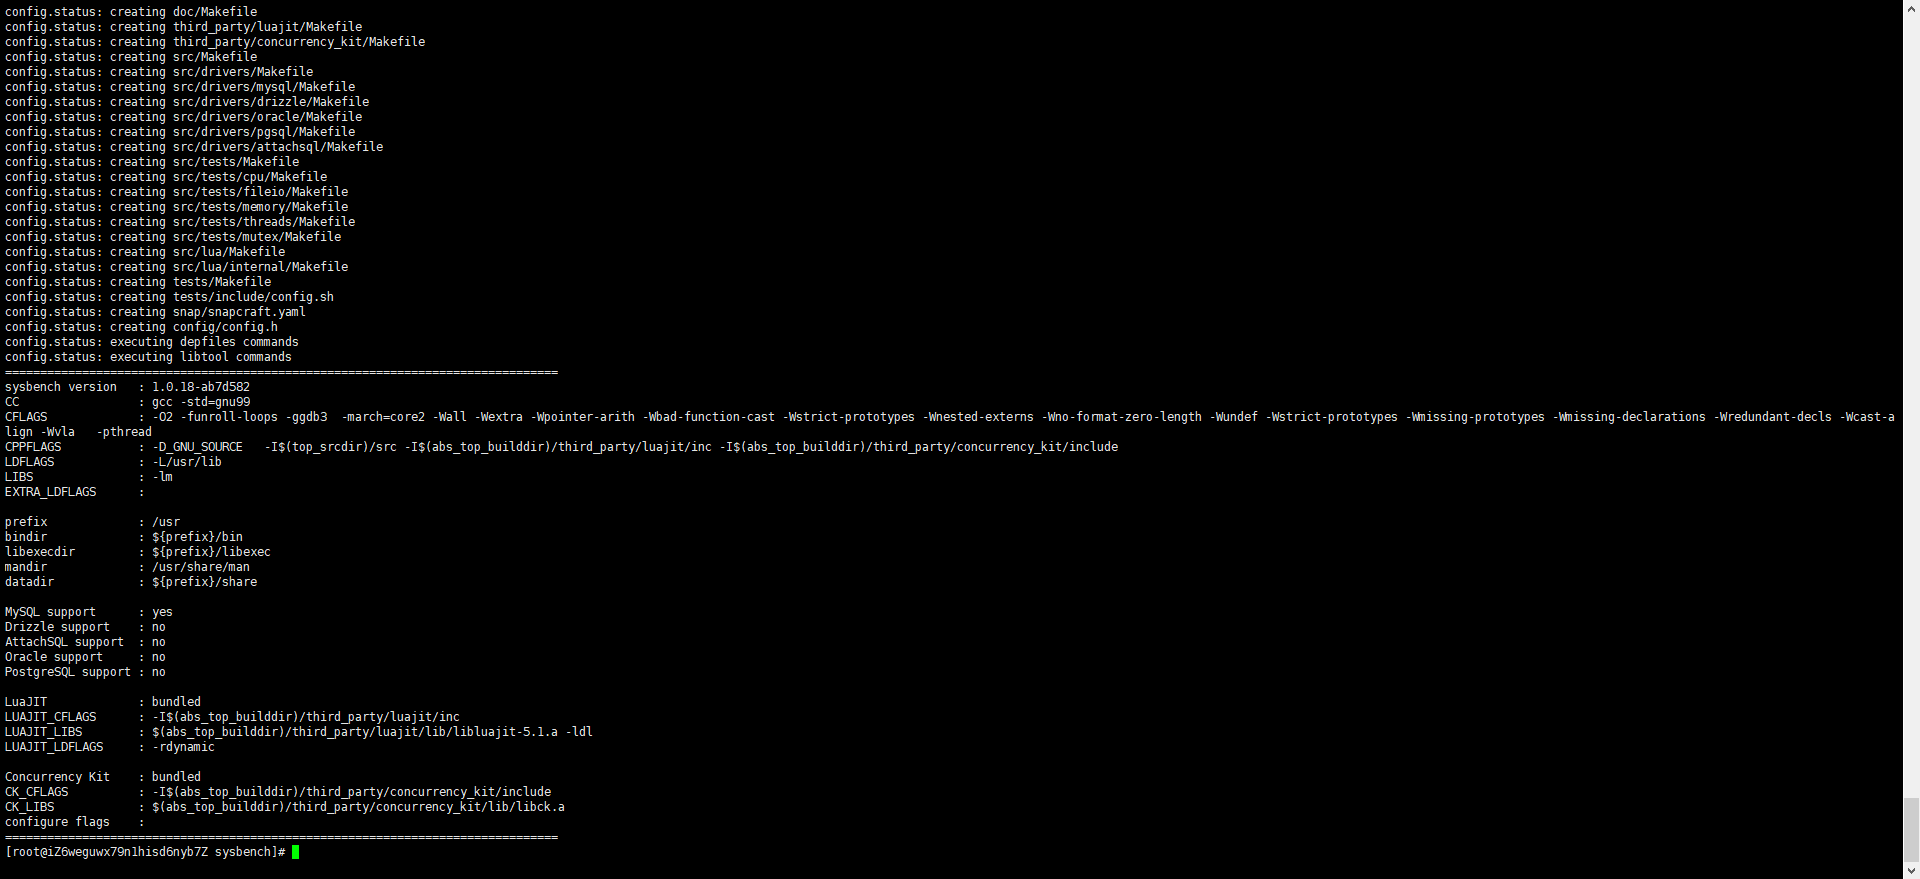 config.status: creating doc/Makefile
config.status: creating third_party/luajit/Makefile
config.status: creating third_party/concurrency_kit/Makefile
config.status: creating src/Makefile
config.status: creating src/drivers/Makefile
config.status: creating src/drivers/mysql/Makefile
config.status: creating src/drivers/drizzle/Makefile
config.status: creating src/drivers/oracle/Makefile
config.status: creating src/drivers/pgsql/Makefile
config.status: creating src/drivers/attachsql/Makefile
config.status: creating src/tests/Makefile
config.status: creating src/tests/cpu/Makefile
config.status: creating src/tests/fileio/Makefile
config.status: creating src/tests/memory/Makefile
config.status: creating src/tests/threads/Makefile
config.status: creating src/tests/mutex/Makefile
config.status: creating src/lua/Makefile
config.status: creating src/lua/internal/Makefile
config.status: creating tests/Makefile
config.status: creating tests/include/config.sh
config.status: creating snap/snapcraft.yaml
config.status: creating config/config.h
config.status: executing depfiles commands
config.status: executing libtool commands
===============================================================================
sysbench version   : 1.0.18-ab7d582
CC                 : gcc -std=gnu99
CFLAGS             : -O2 -funroll-loops -ggdb3  -march=core2 -Wall -Wextra -Wpointer-arith -Wbad-function-cast -Wstrict-prototypes -Wnested-externs -Wno-format-zero-length -Wundef -Wstrict-prototypes -Wmissing-prototypes -Wmissing-declarations -Wredundant-decls -Wcast-a
lign -Wvla   -pthread
CPPFLAGS           : -D_GNU_SOURCE   -I$(top_srcdir)/src -I$(abs_top_builddir)/third_party/luajit/inc -I$(abs_top_builddir)/third_party/concurrency_kit/include
LDFLAGS            : -L/usr/lib
LIBS               : -lm
EXTRA_LDFLAGS      :
prefix             : /usr
bindir             : ${prefix}/bin
libexecdir         : ${prefix}/libexec
mandir             : /usr/share/man
datadir            : ${prefix}/share
MySQL support      : yes
Drizzle support    : no
AttachSQL support  : no
Oracle support     : no
PostgreSQL support : no
LuaJIT             : bundled
LUAJIT_CFLAGS      : -I$(abs_top_builddir)/third_party/luajit/inc
LUAJIT_LIBS        : $(abs_top_builddir)/third_party/luajit/lib/libluajit-5.1.a -ldl
LUAJIT_LDFLAGS     : -rdynamic
Concurrency Kit    : bundled
CK_CFLAGS          : -I$(abs_top_builddir)/third_party/concurrency_kit/include
CK_LIBS            : $(abs_top_builddir)/third_party/concurrency_kit/lib/libck.a
configure flags    :
===============================================================================
[root@iZ6weguwx79n1hisd6nyb7Z sysbench]#